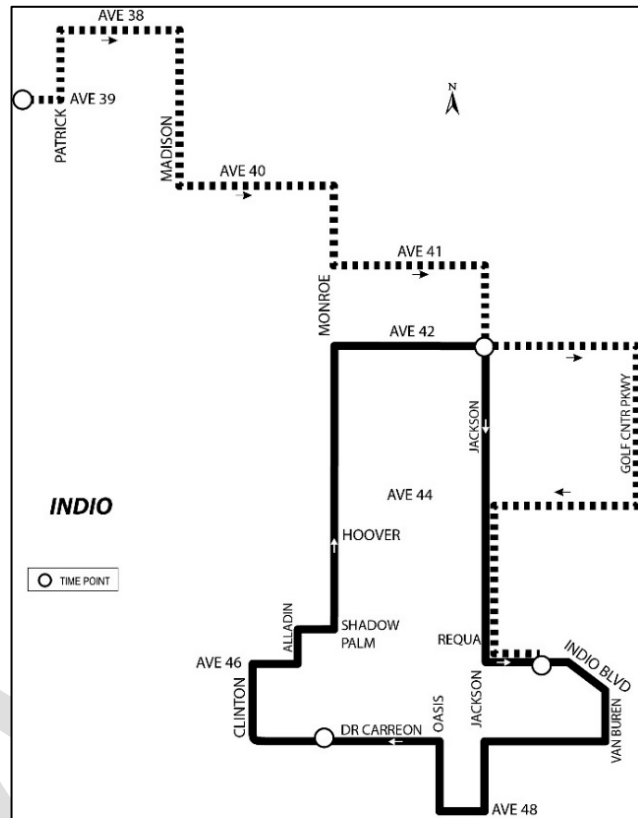 AVE 38
AVE 39
PATRICK
MADISON
N
AVE 40
AVE 41
MONROE
AVE 42
JACKSON
GOLF CNTR PKWY
AVE 44
INDIO
HOOVER
TIME POINT
ALLADIN
SHADOW
PALM
REQUA
AVE 46
INDIO BLVD
CLINTON
OASIS
JACKSON
DR CARREON
VAN BUREN
AVE 48